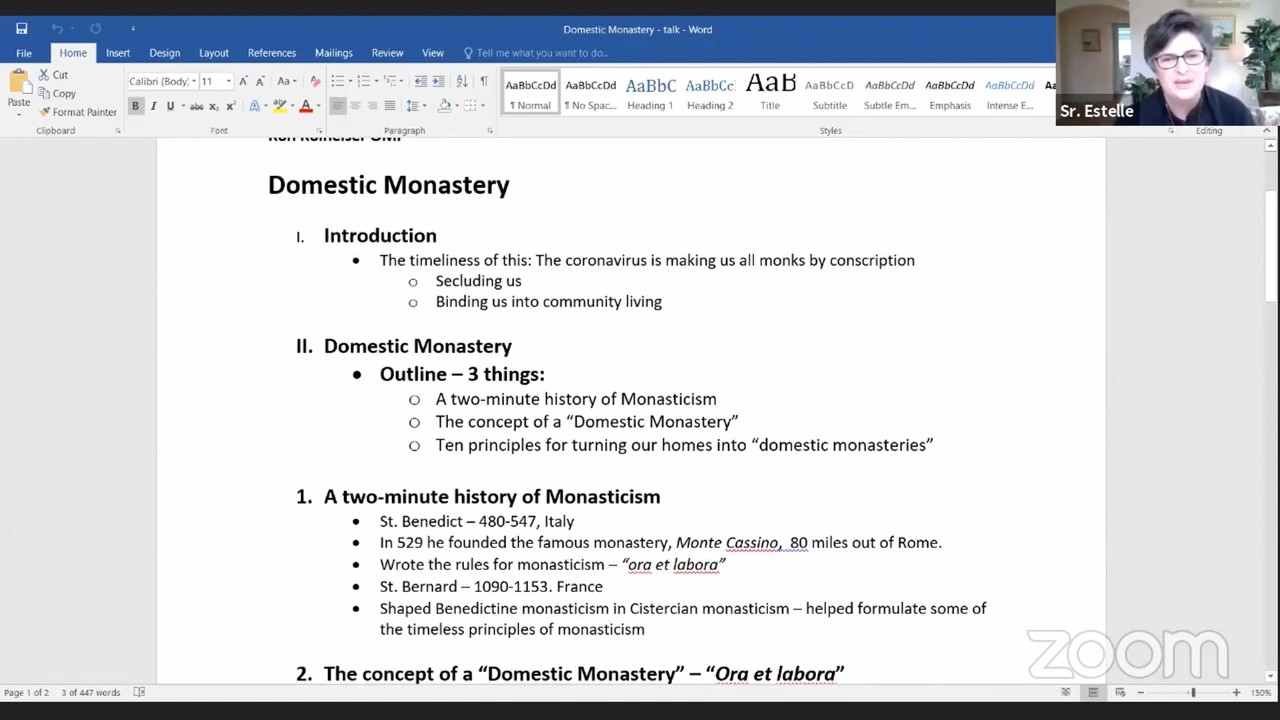 Domestic Monastery - talk - Word
File Home Insert Design Layout References Mailings Review View Tell me what you want to do...
Paste
Cut
Copy
Format Painter
Clipboard
Calibri (Body) 11
Font
Paragraph
AaBbCcDd AaBbCcDd AaBbC AaBbCc AaB AaBbCcD AaBbCcDd AaBbCcDd AaBbCcDd
¶ Normal ¶ No Spac... Heading 1 Heading 2 Title Subtitle Subtle Em... Emphasis Intense E...
Styles
Editing
Sr. Estelle
Domestic Monastery
I. Introduction
• The timeliness of this: The coronavirus is making us all monks by conscription
o Secluding us
o Binding us into community living
II. Domestic Monastery
• Outline – 3 things:
o A two-minute history of Monasticism
o The concept of a “Domestic Monastery”
o Ten principles for turning our homes into “domestic monasteries”
1. A two-minute history of Monasticism
• St. Benedict – 480-547, Italy
• In 529 he founded the famous monastery, Monte Cassino, 80 miles out of Rome.
• Wrote the rules for monasticism – “ora et labora”
• St. Bernard – 1090-1153. France
• Shaped Benedictine monasticism in Cistercian monasticism – helped formulate some of
the timeless principles of monasticism
2. The concept of a “Domestic Monastery” – “Ora et labora”
zoom
Page 1 of 2 3 of 447 words
150%